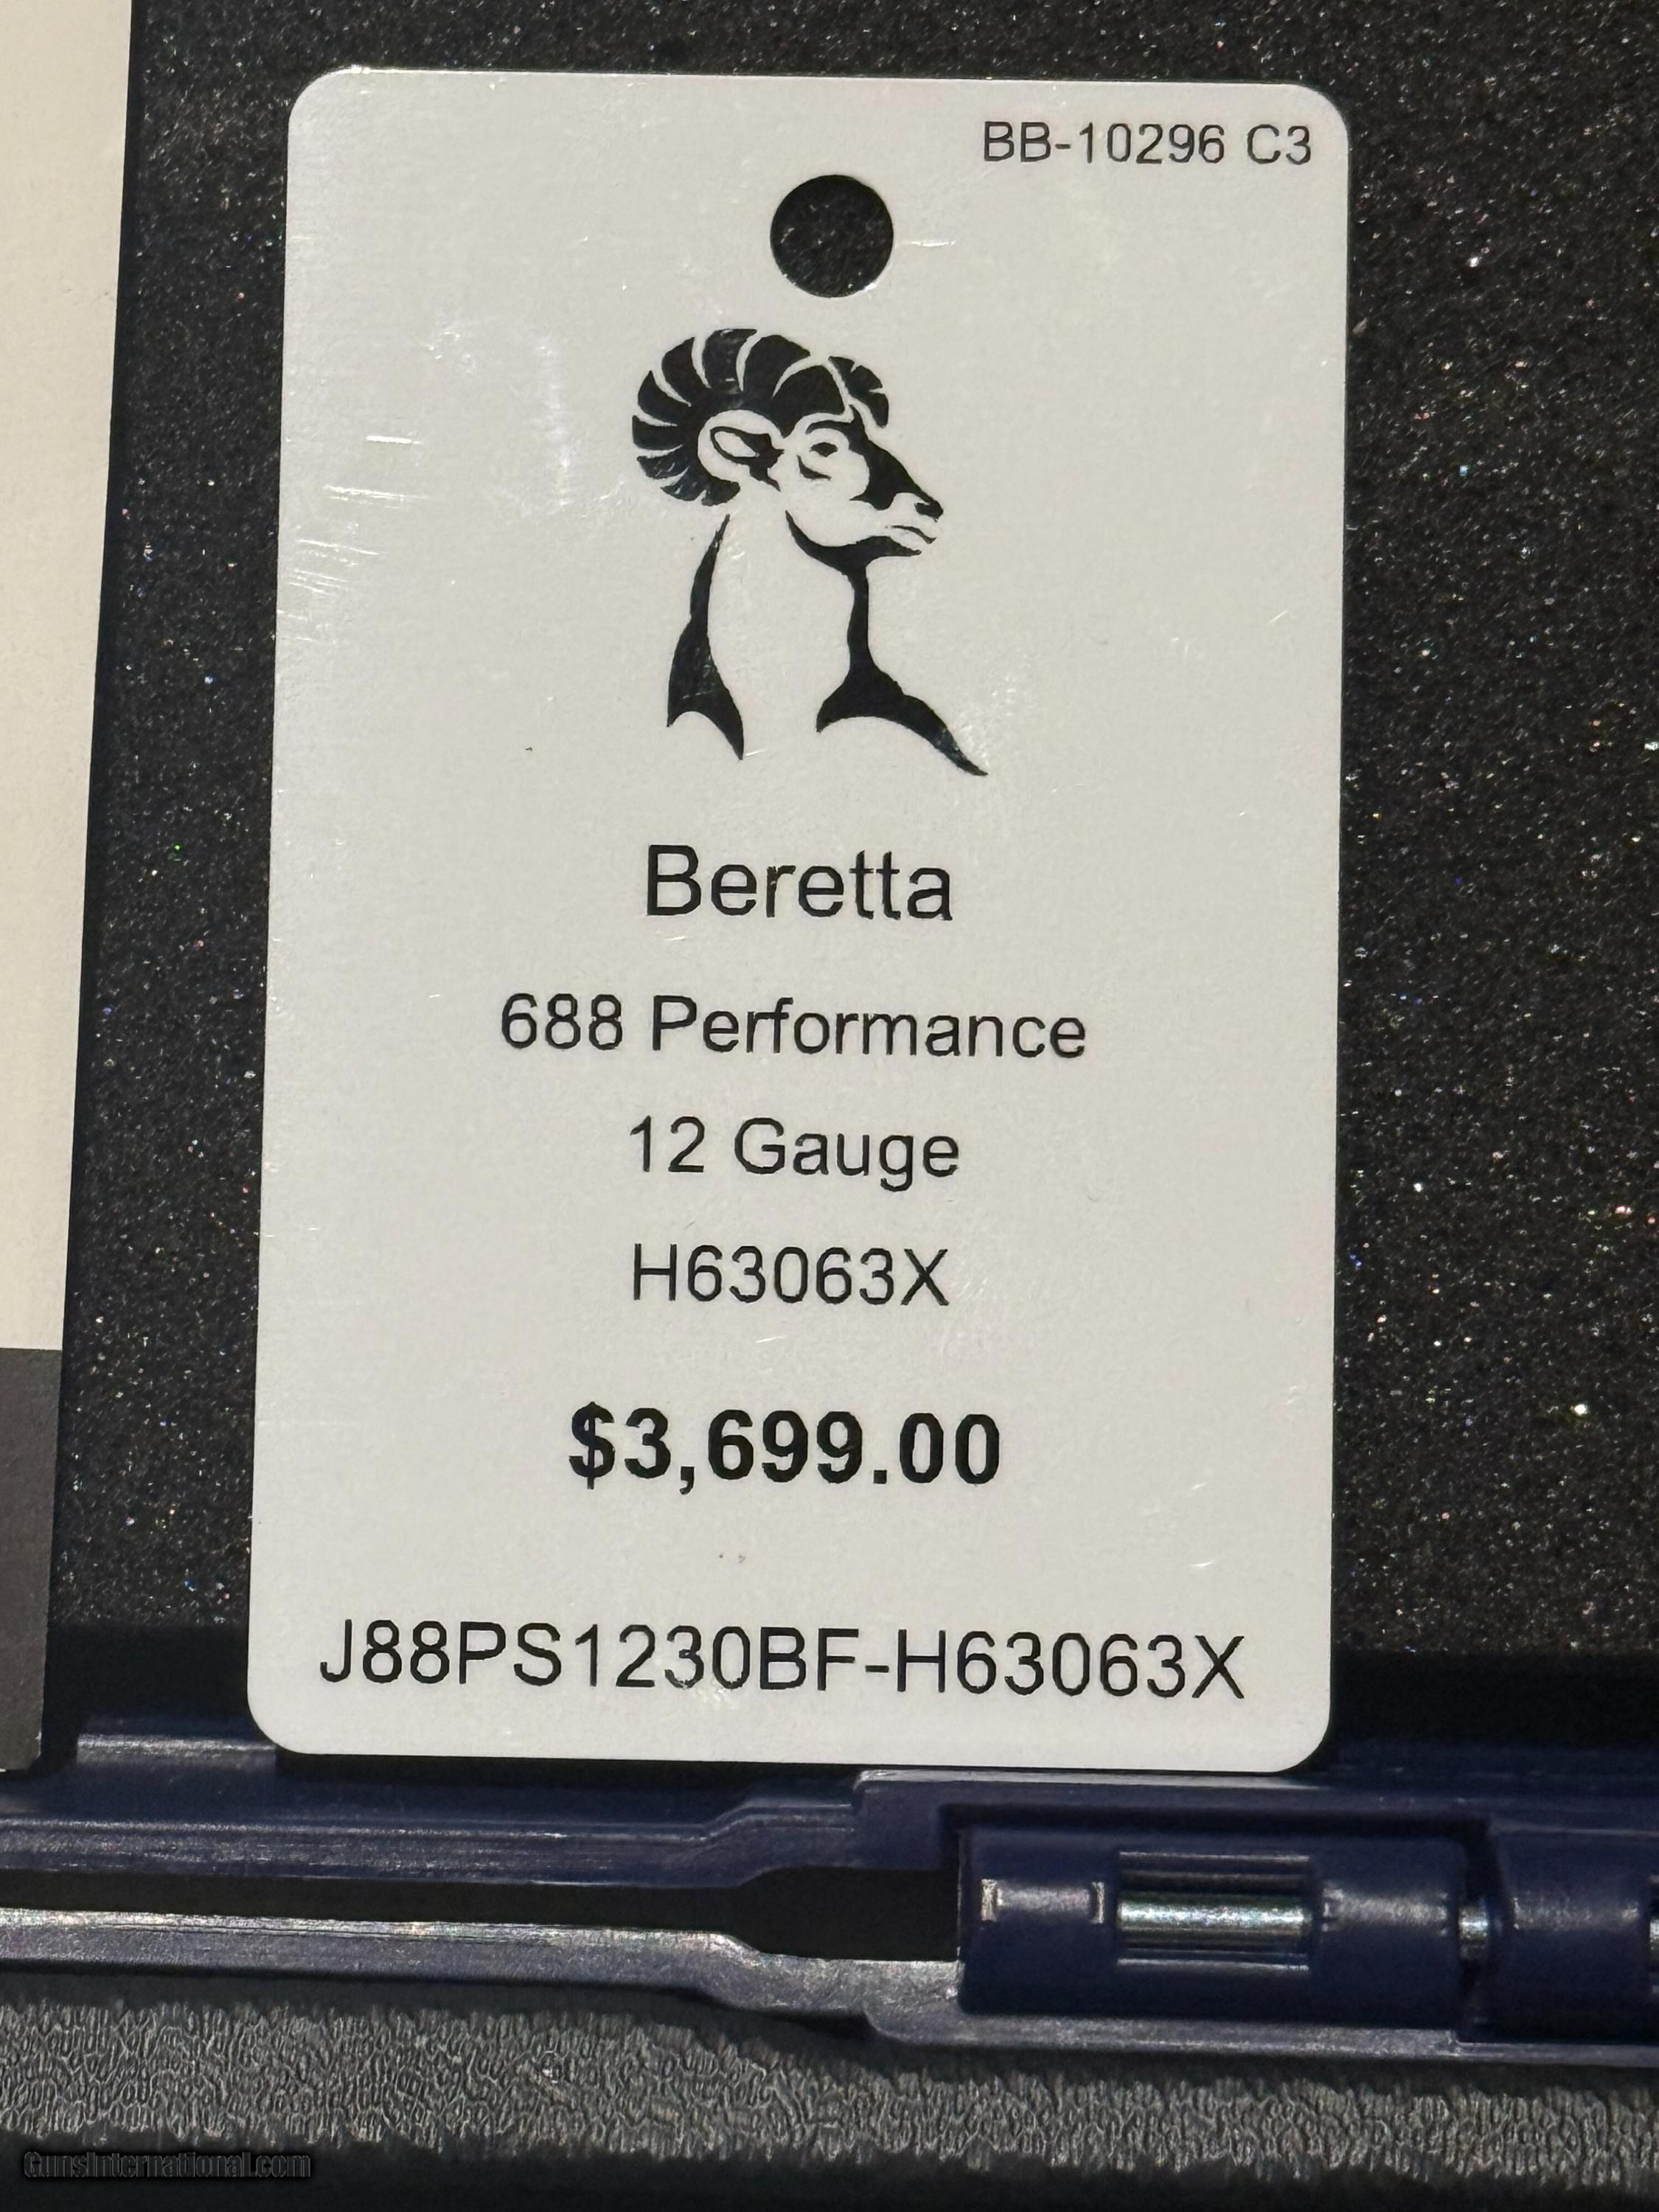 BB-10296 C3
Beretta
688 Performance
12 Gauge
H63063X
$3,699.00
J88PS1230BF-H63063X
GunsInternational.com